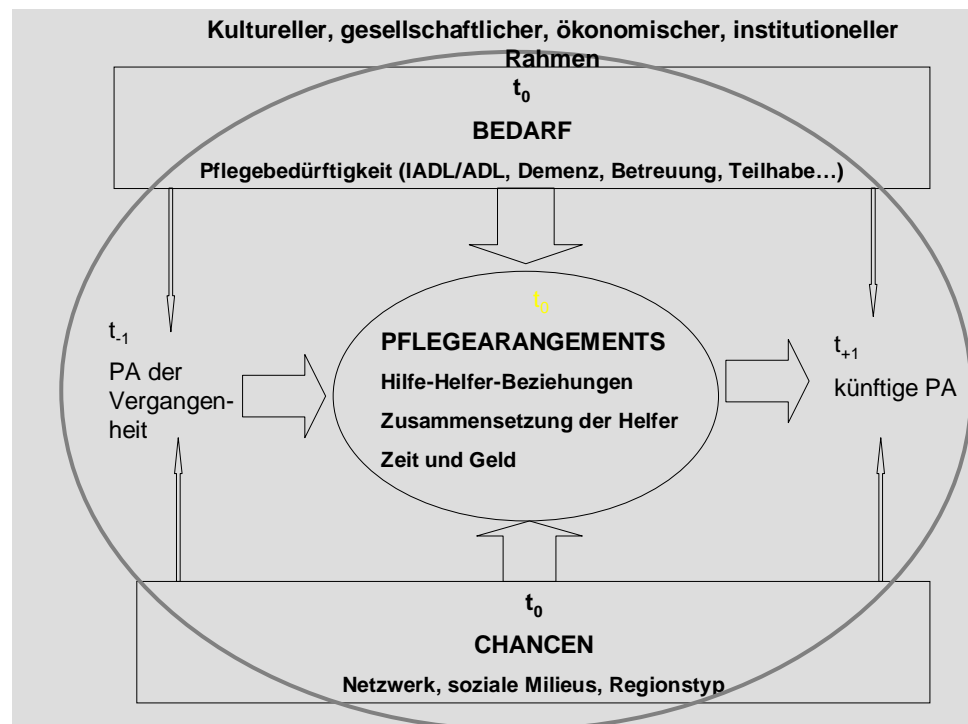 Kultureller, gesellschaftlicher, ökonomischer, institutioneller
Rahmen
t0
BEDARF
Pflegebedürftigkeit (IADL/ADL, Demenz, Betreuung, Teilhabe…)
t0
PFLEGEARANGEMENTS
Hilfe-Helfer-Beziehungen
Zusammensetzung der Helfer
Zeit und Geld
t-1
PA der
Vergangen-
heit
t+1
künftige PA
t0
CHANCEN
Netzwerk, soziale Milieus, Regionstyp